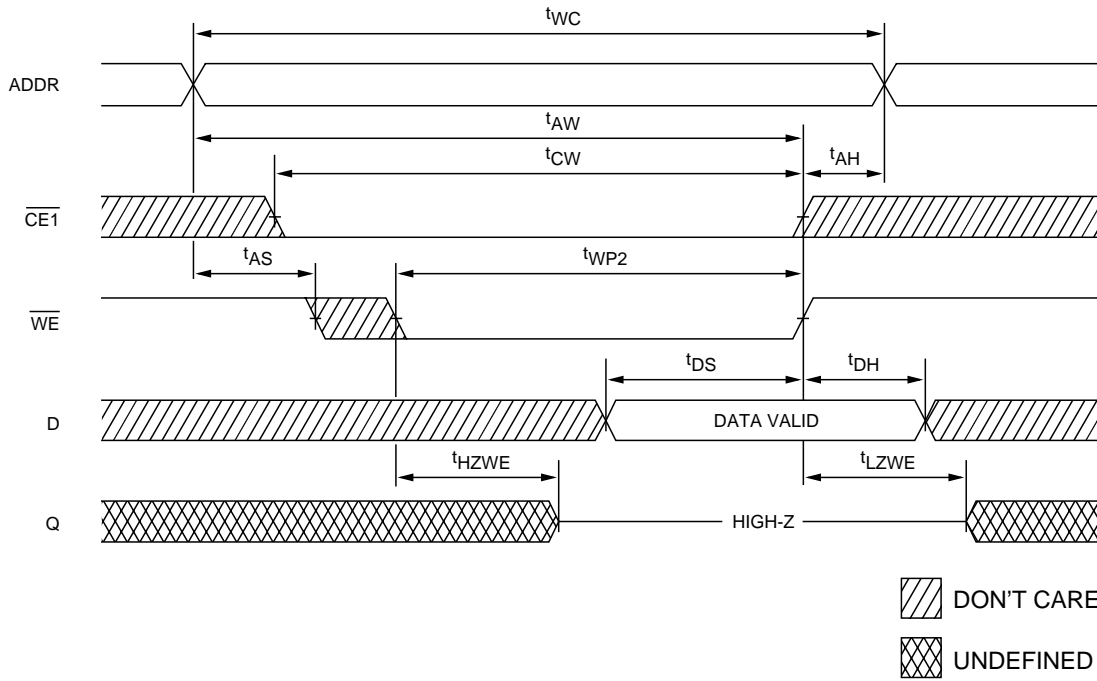 tWC
ADDR
tAW
tCW
tAH
CE1
tAS
tWP2
WE
tDS
tDH
D
DATA VALID
tHZWE
tLZWE
Q
HIGH-Z
DON'T CARE
UNDEFINED